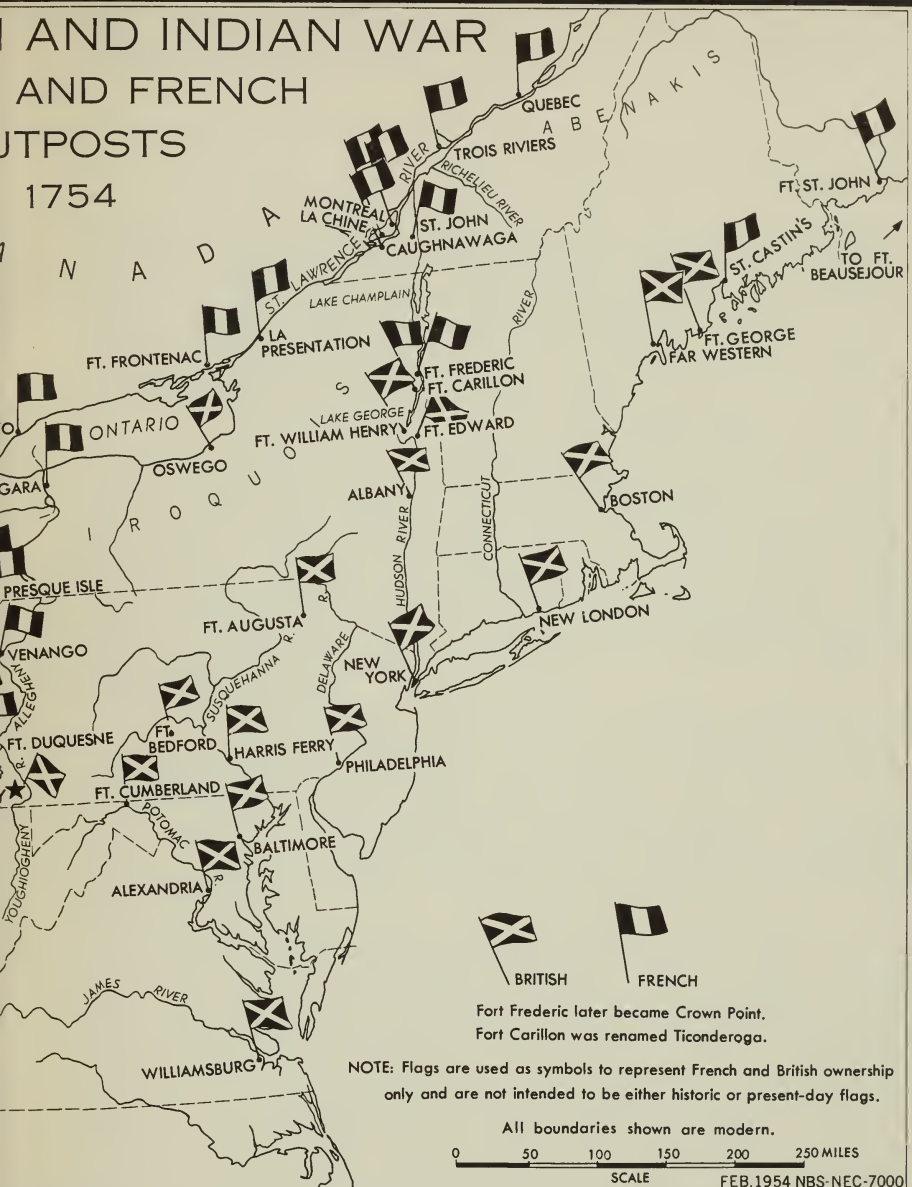 AND INDIAN WAR
AND FRENCH
UTPOSTS
1754
QUEBEC
ABENAKIS
TROIS RIVIERS
RIVER
RICHELIEU RIVER
FT. ST. JOHN
MONTREAL
LA CHINE
ST. JOHN
CAUGHNAWAGA
ST. LAWRENCE
NADA
ST. CASTIN'S
TO FT.
BEAUSEJOUR
LAKE CHAMPLAIN
RIVER
LA
PRESENTATION
FT. FRONTENAC
FT. GEORGE
FAR WESTERN
FT. FREDERIC
FT. CARILLON
LAKE GEORGE
FT. WILLIAM HENRY
FT. EDWARD
TO
ONTARIO
OSWEGO
GARA
IROQUOIS
ALBANY
BOSTON
HUDSON RIVER
CONNECTICUT
PRESQUE ISLE
FT. AUGUSTA
R.
R.
NEW LONDON
VENANGO
NEW
YORK
DELAWARE
SUSQUEHANNA
ALLEGHENY
R.
FT. DUQUESNE
FT.
BEDFORD
HARRIS FERRY
PHILADELPHIA
FT. CUMBERLAND
POTOMAC
R.
BALTIMORE
YOUGHIOGHENY
ALEXANDRIA
BRITISH
FRENCH
JAMES RIVER
WILLIAMSBURG
Fort Frederic later became Crown Point.
Fort Carillon was renamed Ticonderoga.
NOTE: Flags are used as symbols to represent French and British ownership
only and are not intended to be either historic or present-day flags.
All boundaries shown are modern.
0 50 100 150 200 250 MILES
SCALE
FEB. 1954 NBS-NEC-7000